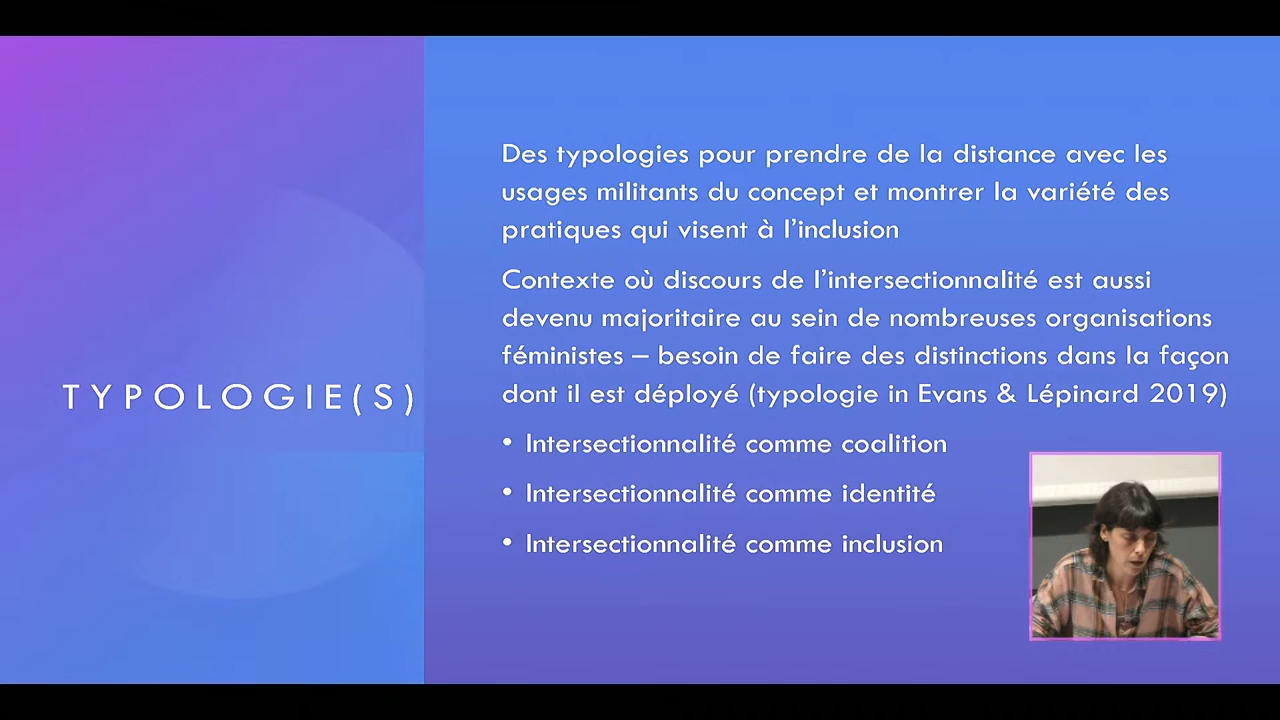 TYPOLOGIE(S)
Des typologies pour prendre de la distance avec les
usages militants du concept et montrer la variété des
pratiques qui visent à l'inclusion
Contexte où discours de l'intersectionnalité est aussi
devenu majoritaire au sein de nombreuses organisations
féministes – besoin de faire des distinctions dans la façon
dont il est déployé (typologie in Evans & Lépinard 2019)
• Intersectionnalité comme coalition
• Intersectionnalité comme identité
• Intersectionnalité comme inclusion